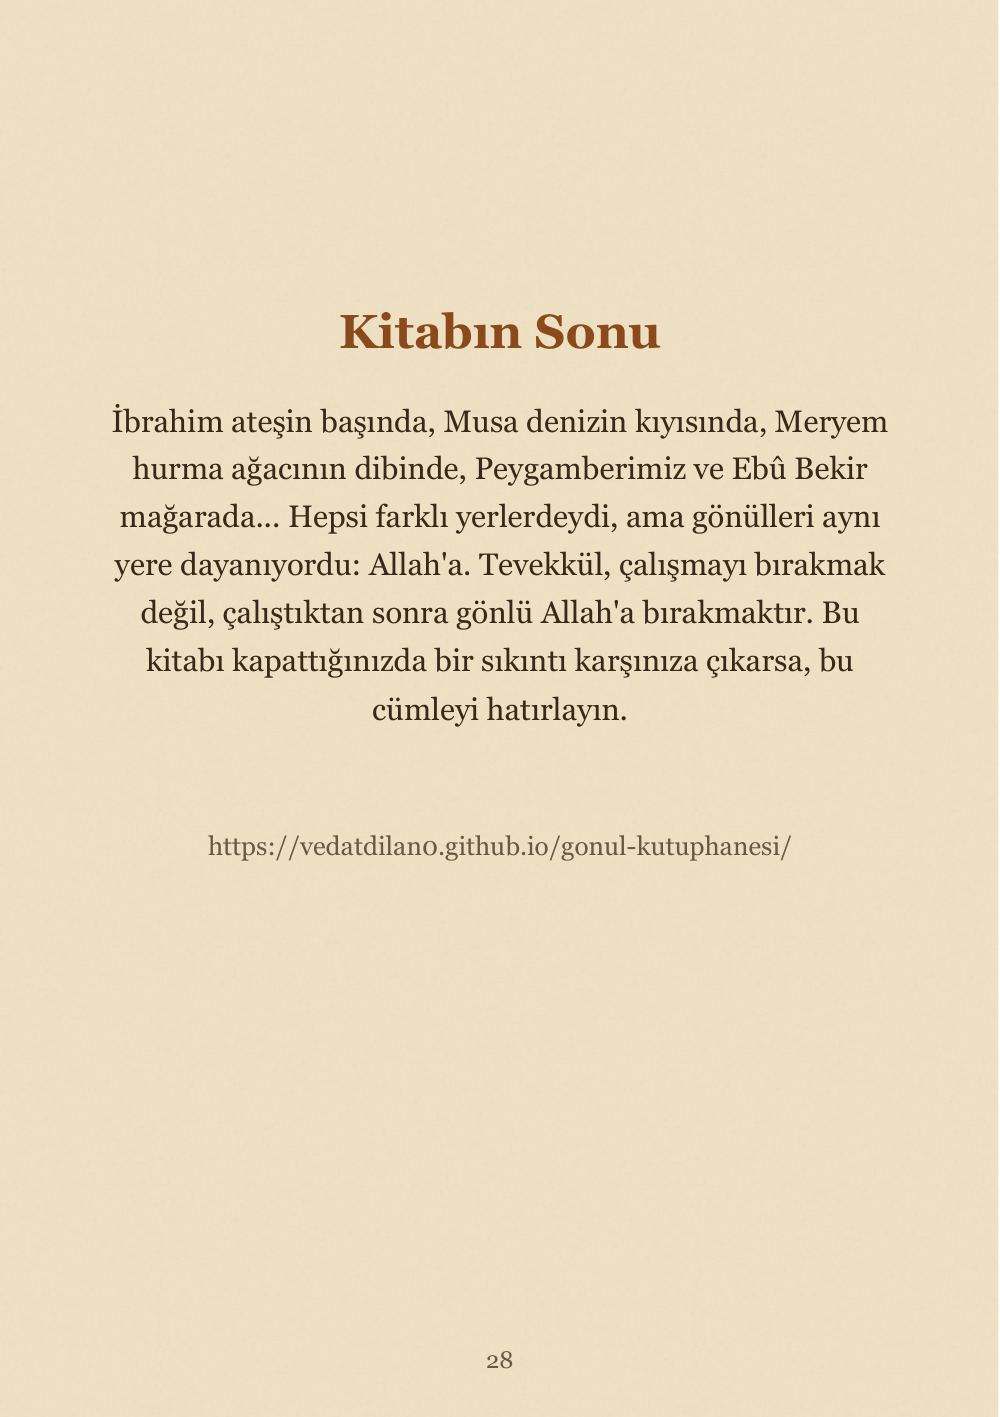 Kitabın Sonu
İbrahim ateşin başında, Musa denizin kıyısında, Meryem
hurma ağacının dibinde, Peygamberimiz ve Ebû Bekir
mağarada... Hepsi farklı yerlerdeydi, ama gönülleri aynı
yere dayanıyordu: Allah'a. Tevekkül, çalışmayı bırakmak
değil, çalıştıktan sonra gönlü Allah'a bırakmaktır. Bu
kitabı kapattığınızda bir sıkıntı karşınıza çıkarsa, bu
cümleyi hatırlayın.
https://vedatdilan0.github.io/gonul-kutuphanesi/
28